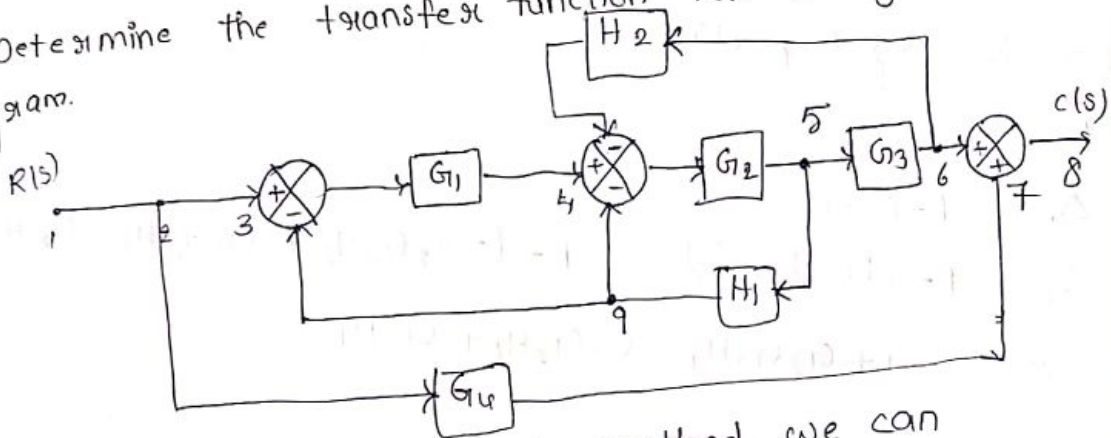 Determine the transfer function
gram.
H2
C(s)
R(s)
G1
G2
5
G3
+
-
+
-
-
+
+
1
2
3
4
6
7
8
H1
9
G4
we can